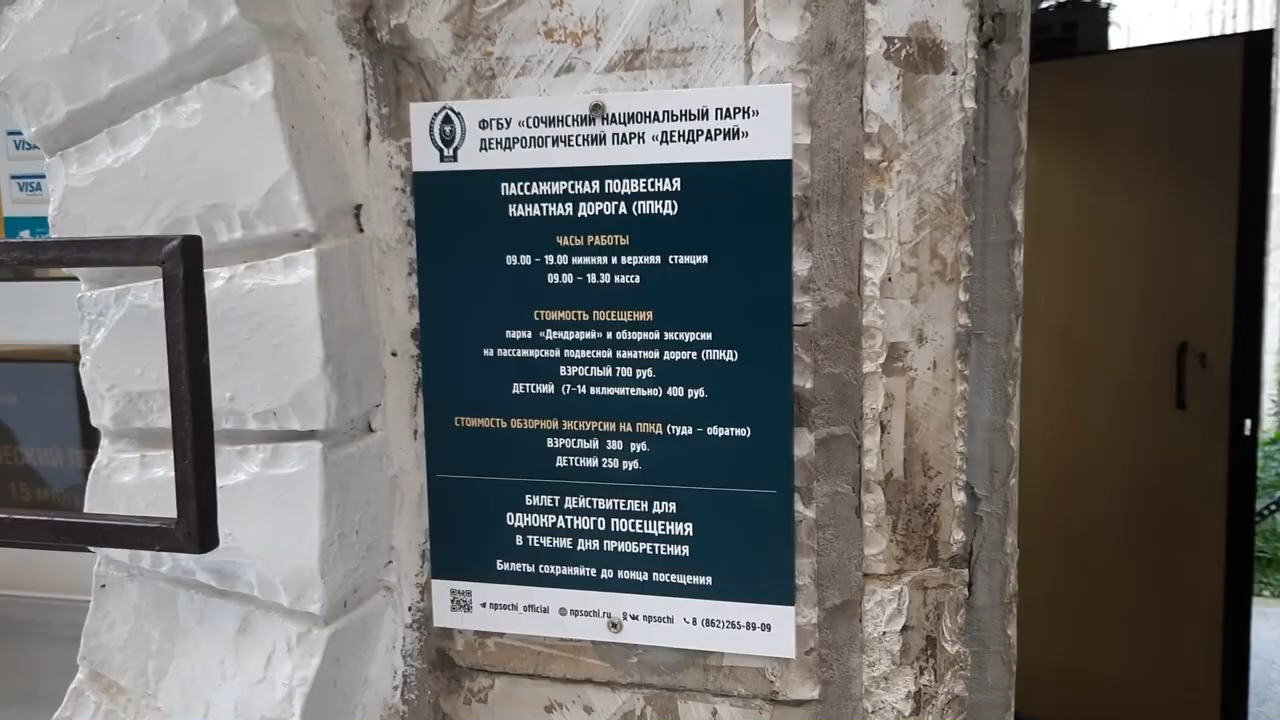 VISA
VISA
ФГБУ «СОЧИНСКИЙ НАЦИОНАЛЬНЫЙ ПАРК»
ДЕНДРОЛОГИЧЕСКИЙ ПАРК «ДЕНДРАРИЙ»
ПАССАЖИРСКАЯ ПОДВЕСНАЯ
КАНАТНАЯ ДОРОГА (ППКД)
ЧАСЫ РАБОТЫ
09.00 – 19.00 нижняя и верхняя станция
09.00 – 18.30 касса
СТОИМОСТЬ ПОСЕЩЕНИЯ
парка «Дендрарий» и обзорной экскурсии
на пассажирской подвесной канатной дороге (ППКД)
ВЗРОСЛЫЙ 700 руб.
ДЕТСКИЙ (7–14 включительно) 400 руб.
СТОИМОСТЬ ОБЗОРНОЙ ЭКСКУРСИИ НА ППКД (туда – обратно)
ВЗРОСЛЫЙ 380 руб.
ДЕТСКИЙ 250 руб.
БИЛЕТ ДЕЙСТВИТЕЛЕН ДЛЯ
ОДНОКРАТНОГО ПОСЕЩЕНИЯ
В ТЕЧЕНИЕ ДНЯ ПРИОБРЕТЕНИЯ
Билеты сохраняйте до конца посещения
npsochi_official npsochi.ru npsochi 8 (862)265-89-09